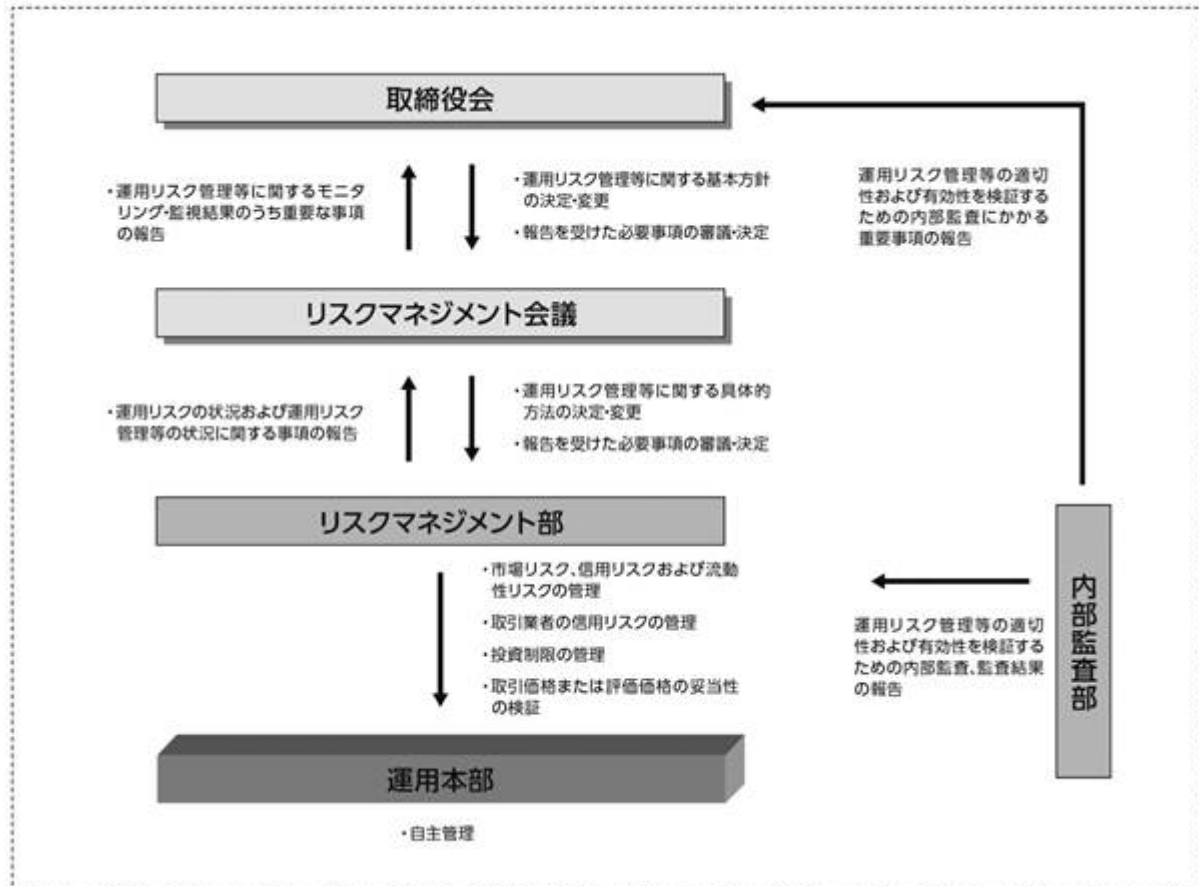 取締役会
・運用リスク管理等に関するモニタ
リング・監視結果のうち重要な事項
の報告
・運用リスク管理等に関する基本方針
の決定・変更
・報告を受けた必要事項の審議・決定
運用リスク管理等の適切
性および有効性を検証する
ための内部監査にかかる
重要事項の報告
リスクマネジメント会議
・運用リスクの状況および運用リスク
管理等の状況に関する事項の報告
・運用リスク管理等に関する具体的
方法の決定・変更
・報告を受けた必要事項の審議・決定
リスクマネジメント部
・市場リスク、信用リスクおよび流動
性リスクの管理
・取引業者の信用リスクの管理
・投資制限の管理
・取引価格または評価価格の妥当性
の検証
運用リスク管理等の適切
性および有効性を検証する
ための内部監査、監査結果
の報告
内部監査部
運用本部
・自主管理